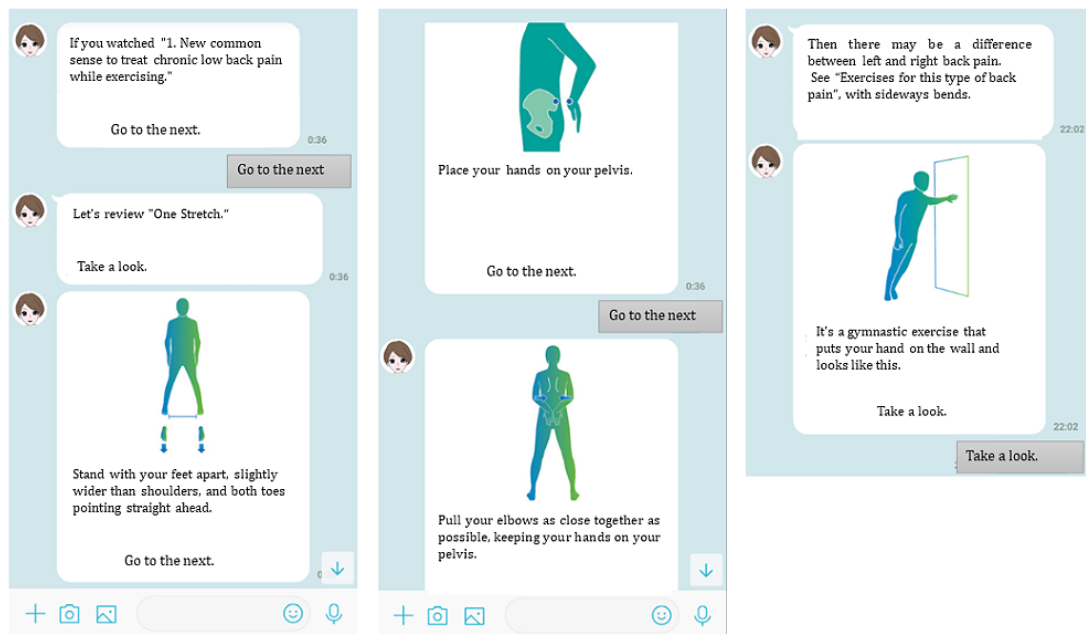 If you watched "1. New common
sense to treat chronic low back pain
while exercising."
Go to the next.
0:36
Go to the next
Let's review "One Stretch."
Take a look.
0:36
Stand with your feet apart, slightly
wider than shoulders, and both toes
pointing straight ahead.
Go to the next.
Place your hands on your pelvis.
Go to the next.
0:36
Go to the next
Pull your elbows as close together as
possible, keeping your hands on your
pelvis.
Then there may be a difference
between left and right back pain.
See "Exercises for this type of back
pain", with sideways bends.
22:02
It's a gymnastic exercise that
puts your hand on the wall and
looks like this.
Take a look.
22:02
Take a look.